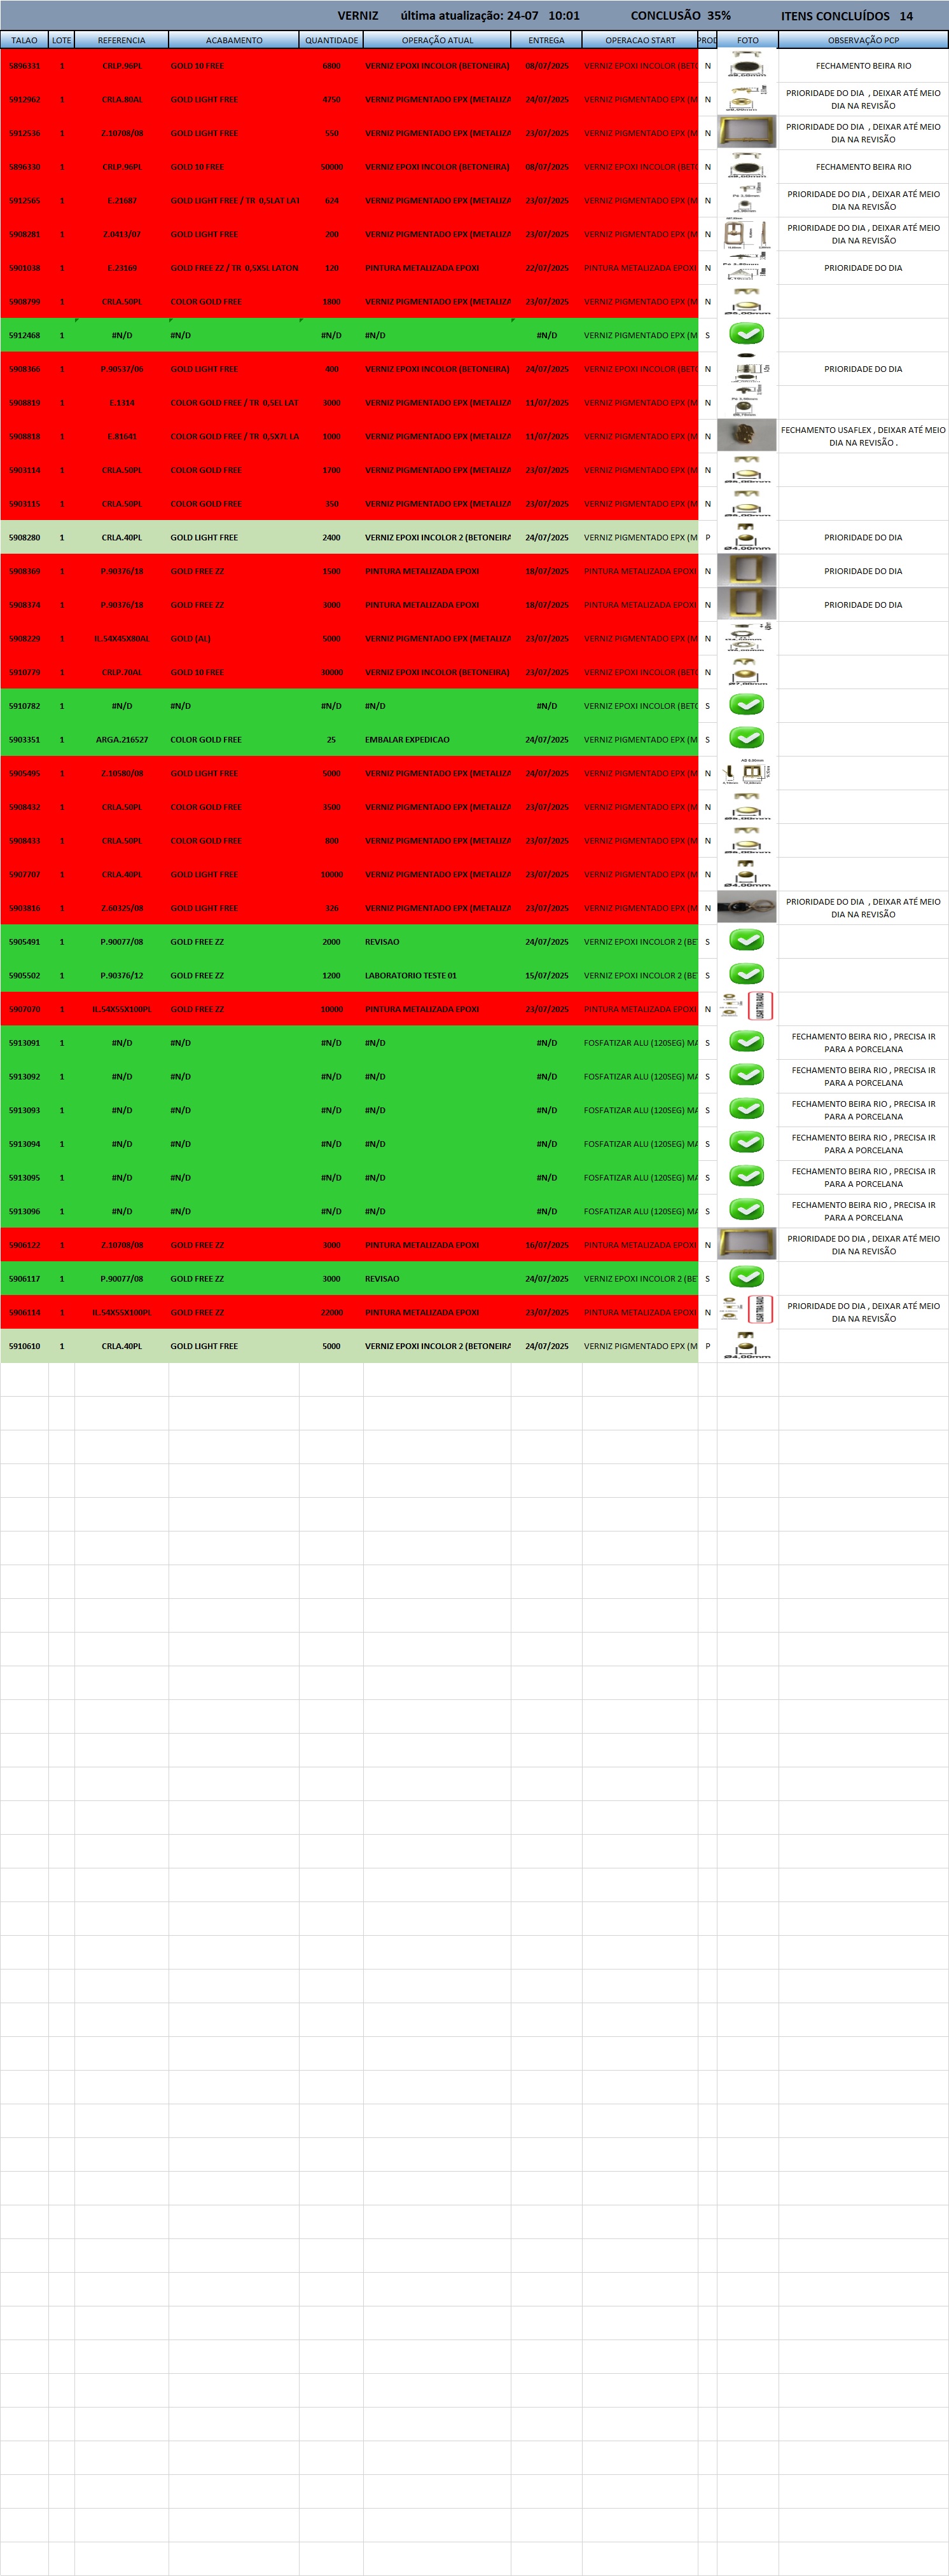 VERNIZ última atualização: 24-07 10:01 CONCLUSÃO 35% ITENS CONCLUÍDOS 14
TALAO LOTE REFERENCIA ACABAMENTO QUANTIDADE OPERAÇÃO ATUAL ENTREGA OPERACAO START PROD FOTO OBSERVAÇÃO PCP
5896331 1 CRLP.96PL GOLD 10 FREE 6800 VERNIZ EPOXI INCOLOR (BETONEIRA) 08/07/2025 VERNIZ EPOXI INCOLOR (BETO N FECHAMENTO BEIRA RIO
5912962 1 CRLA.80AL GOLD LIGHT FREE 4750 VERNIZ PIGMENTADO EPX (METALIZA 24/07/2025 VERNIZ PIGMENTADO EPX (M N PRIORIDADE DO DIA , DEIXAR ATÉ MEIO
DIA NA REVISÃO
5912536 1 Z.10708/08 GOLD LIGHT FREE 550 VERNIZ PIGMENTADO EPX (METALIZA 23/07/2025 VERNIZ PIGMENTADO EPX (M N PRIORIDADE DO DIA , DEIXAR ATÉ MEIO
DIA NA REVISÃO
5896330 1 CRLP.96PL GOLD 10 FREE 50000 VERNIZ EPOXI INCOLOR (BETONEIRA) 08/07/2025 VERNIZ EPOXI INCOLOR (BETO N FECHAMENTO BEIRA RIO
5912565 1 E.21687 GOLD LIGHT FREE / TR 0,5LAT LAT 624 VERNIZ PIGMENTADO EPX (METALIZA 23/07/2025 VERNIZ PIGMENTADO EPX (M N PRIORIDADE DO DIA , DEIXAR ATÉ MEIO
DIA NA REVISÃO
5908281 1 Z.0413/07 GOLD LIGHT FREE 200 VERNIZ PIGMENTADO EPX (METALIZA 23/07/2025 VERNIZ PIGMENTADO EPX (M N PRIORIDADE DO DIA , DEIXAR ATÉ MEIO
DIA NA REVISÃO
5901038 1 E.23169 GOLD FREE ZZ / TR 0,5X5L LATON 120 PINTURA METALIZADA EPOXI 22/07/2025 PINTURA METALIZADA EPOXI N PRIORIDADE DO DIA
5908799 1 CRLA.50PL COLOR GOLD FREE 1800 VERNIZ PIGMENTADO EPX (METALIZA 23/07/2025 VERNIZ PIGMENTADO EPX (M N
5912468 1 #N/D #N/D #N/D #N/D #N/D VERNIZ PIGMENTADO EPX (M S
5908366 1 P.90537/06 GOLD LIGHT FREE 400 VERNIZ EPOXI INCOLOR (BETONEIRA) 24/07/2025 VERNIZ EPOXI INCOLOR (BETO N PRIORIDADE DO DIA
5908819 1 E.1314 COLOR GOLD FREE / TR 0,5EL LAT 3000 VERNIZ PIGMENTADO EPX (METALIZA 11/07/2025 VERNIZ PIGMENTADO EPX (M N
5908818 1 E.81641 COLOR GOLD FREE / TR 0,5X7L LA 1000 VERNIZ PIGMENTADO EPX (METALIZA 11/07/2025 VERNIZ PIGMENTADO EPX (M N FECHAMENTO USAFLEX , DEIXAR ATÉ MEIO
DIA NA REVISÃO .
5903114 1 CRLA.50PL COLOR GOLD FREE 1700 VERNIZ PIGMENTADO EPX (METALIZA 23/07/2025 VERNIZ PIGMENTADO EPX (M N
5903115 1 CRLA.50PL COLOR GOLD FREE 350 VERNIZ PIGMENTADO EPX (METALIZA 23/07/2025 VERNIZ PIGMENTADO EPX (M N
5908280 1 CRLA.40PL GOLD LIGHT FREE 2400 VERNIZ EPOXI INCOLOR 2 (BETONEIRA 24/07/2025 VERNIZ PIGMENTADO EPX (M P Ø4,00mm PRIORIDADE DO DIA
5908369 1 P.90376/18 GOLD FREE ZZ 1500 PINTURA METALIZADA EPOXI 18/07/2025 PINTURA METALIZADA EPOXI N PRIORIDADE DO DIA
5908374 1 P.90376/18 GOLD FREE ZZ 3000 PINTURA METALIZADA EPOXI 18/07/2025 PINTURA METALIZADA EPOXI N PRIORIDADE DO DIA
5908229 1 IL.54X45X80AL GOLD (AL) 5000 VERNIZ PIGMENTADO EPX (METALIZA 23/07/2025 VERNIZ PIGMENTADO EPX (M N
5910779 1 CRLP.70AL GOLD 10 FREE 30000 VERNIZ EPOXI INCOLOR (BETONEIRA) 23/07/2025 VERNIZ EPOXI INCOLOR (BETO N
5910782 1 #N/D #N/D #N/D #N/D #N/D VERNIZ EPOXI INCOLOR (BETO S
5903351 1 ARGA.216527 COLOR GOLD FREE 25 EMBALAR EXPEDICAO 24/07/2025 VERNIZ PIGMENTADO EPX (M S
5905495 1 Z.10580/08 GOLD LIGHT FREE 5000 VERNIZ PIGMENTADO EPX (METALIZA 24/07/2025 VERNIZ PIGMENTADO EPX (M N
5908432 1 CRLA.50PL COLOR GOLD FREE 3500 VERNIZ PIGMENTADO EPX (METALIZA 23/07/2025 VERNIZ PIGMENTADO EPX (M N
5908433 1 CRLA.50PL COLOR GOLD FREE 800 VERNIZ PIGMENTADO EPX (METALIZA 23/07/2025 VERNIZ PIGMENTADO EPX (M N
5907707 1 CRLA.40PL GOLD LIGHT FREE 10000 VERNIZ PIGMENTADO EPX (METALIZA 23/07/2025 VERNIZ PIGMENTADO EPX (M N Ø4,00mm
5903816 1 Z.60325/08 GOLD LIGHT FREE 326 VERNIZ PIGMENTADO EPX (METALIZA 23/07/2025 VERNIZ PIGMENTADO EPX (M N PRIORIDADE DO DIA , DEIXAR ATÉ MEIO
DIA NA REVISÃO
5905491 1 P.90077/08 GOLD FREE ZZ 2000 REVISAO 24/07/2025 VERNIZ EPOXI INCOLOR 2 (BE S
5905502 1 P.90376/12 GOLD FREE ZZ 1200 LABORATORIO TESTE 01 15/07/2025 VERNIZ EPOXI INCOLOR 2 (BE S
5907070 1 IL.54X55X100PL GOLD FREE ZZ 10000 PINTURA METALIZADA EPOXI 23/07/2025 PINTURA METALIZADA EPOXI N
5913091 1 #N/D #N/D #N/D #N/D #N/D FOSFATIZAR ALU (120SEG) MA S FECHAMENTO BEIRA RIO , PRECISA IR
PARA A PORCELANA
5913092 1 #N/D #N/D #N/D #N/D #N/D FOSFATIZAR ALU (120SEG) MA S FECHAMENTO BEIRA RIO , PRECISA IR
PARA A PORCELANA
5913093 1 #N/D #N/D #N/D #N/D #N/D FOSFATIZAR ALU (120SEG) MA S FECHAMENTO BEIRA RIO , PRECISA IR
PARA A PORCELANA
5913094 1 #N/D #N/D #N/D #N/D #N/D FOSFATIZAR ALU (120SEG) MA S FECHAMENTO BEIRA RIO , PRECISA IR
PARA A PORCELANA
5913095 1 #N/D #N/D #N/D #N/D #N/D FOSFATIZAR ALU (120SEG) MA S FECHAMENTO BEIRA RIO , PRECISA IR
PARA A PORCELANA
5913096 1 #N/D #N/D #N/D #N/D #N/D FOSFATIZAR ALU (120SEG) MA S FECHAMENTO BEIRA RIO , PRECISA IR
PARA A PORCELANA
5906122 1 Z.10708/08 GOLD FREE ZZ 3000 PINTURA METALIZADA EPOXI 16/07/2025 PINTURA METALIZADA EPOXI N PRIORIDADE DO DIA , DEIXAR ATÉ MEIO
DIA NA REVISÃO
5906117 1 P.90077/08 GOLD FREE ZZ 3000 REVISAO 24/07/2025 VERNIZ EPOXI INCOLOR 2 (BE S
5906114 1 IL.54X55X100PL GOLD FREE ZZ 22000 PINTURA METALIZADA EPOXI 23/07/2025 PINTURA METALIZADA EPOXI N PRIORIDADE DO DIA , DEIXAR ATÉ MEIO
DIA NA REVISÃO
5910610 1 CRLA.40PL GOLD LIGHT FREE 5000 VERNIZ EPOXI INCOLOR 2 (BETONEIRA 24/07/2025 VERNIZ PIGMENTADO EPX (M P Ø4,00mm